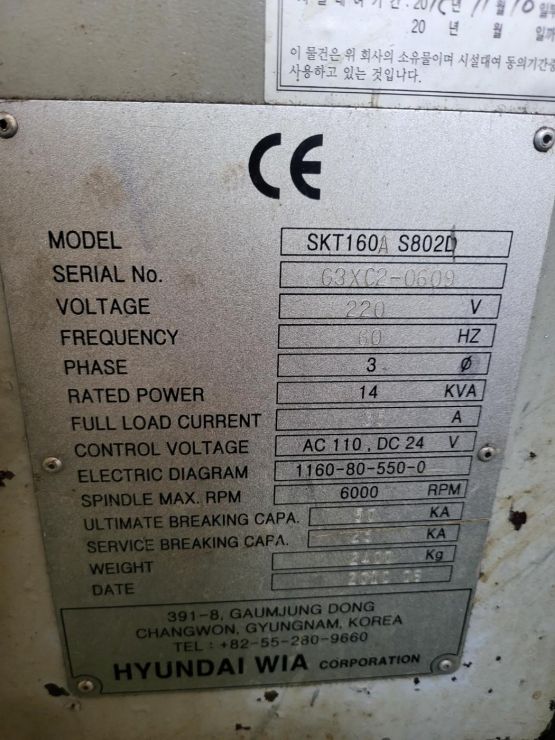 20 년 월 일까
이 물건은 위 회사의 소유물이며 시설대여 동의기간중
사용하고 있는 것입니다.
CE
MODEL SKT160A S802D
SERIAL No. G3XC2-0609
VOLTAGE 220 V
FREQUENCY 60 HZ
PHASE 3 Ø
RATED POWER 14 KVA
FULL LOAD CURRENT A
CONTROL VOLTAGE AC 110 , DC 24 V
ELECTRIC DIAGRAM 1160-80-550-0
SPINDLE MAX. RPM 6000 RPM
ULTIMATE BREAKING CAPA. KA
SERVICE BREAKING CAPA. KA
WEIGHT Kg
DATE
391-8, GAUMJUNG DONG
CHANGWON, GYUNGNAM, KOREA
TEL : +82-55-280-9660
HYUNDAI WIA CORPORATION